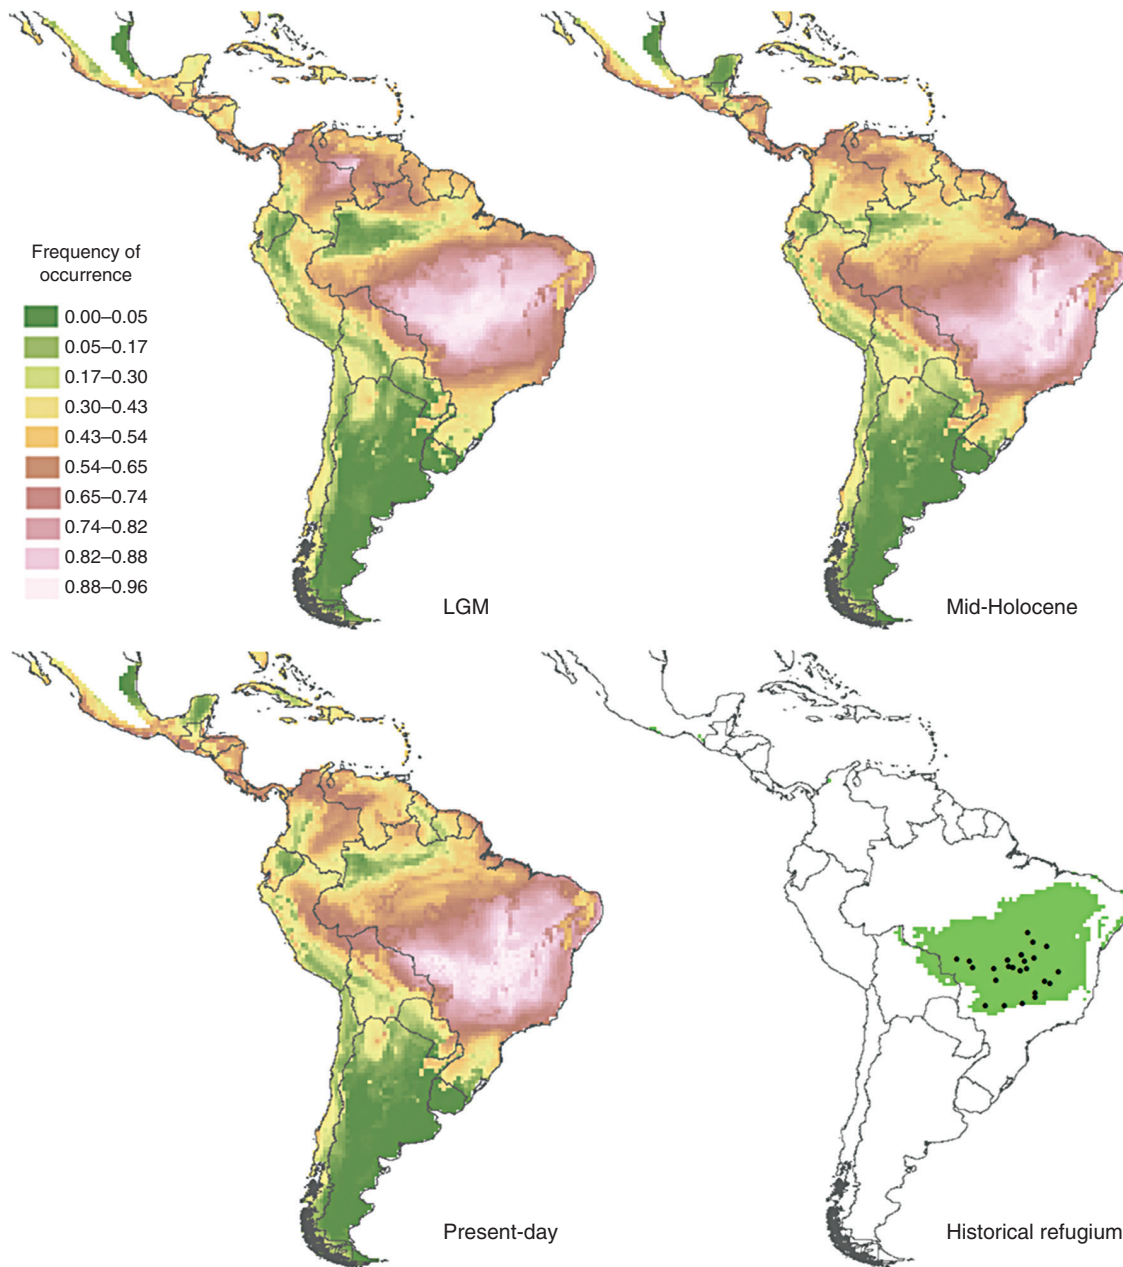 Frequency of
occurrence
0.00–0.05
0.05–0.17
0.17–0.30
0.30–0.43
0.43–0.54
0.54–0.65
0.65–0.74
0.74–0.82
0.82–0.88
0.88–0.96
LGM
Mid-Holocene
Present-day
Historical refugium